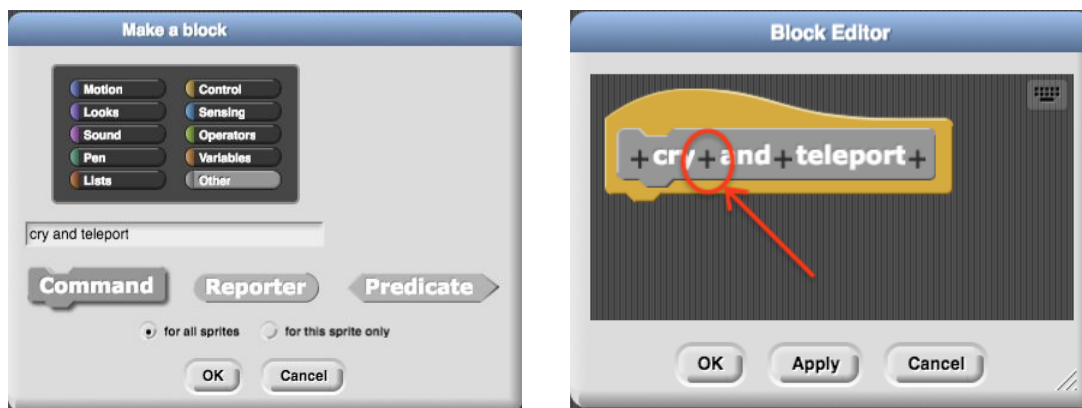 Make a block
Motion Control
Looks Sensing
Sound Operators
Pen Variables
Lists Other
cry and teleport
Command Reporter Predicate
for all sprites for this sprite only
OK Cancel
Block Editor
+ cry + and + teleport +
OK Apply Cancel